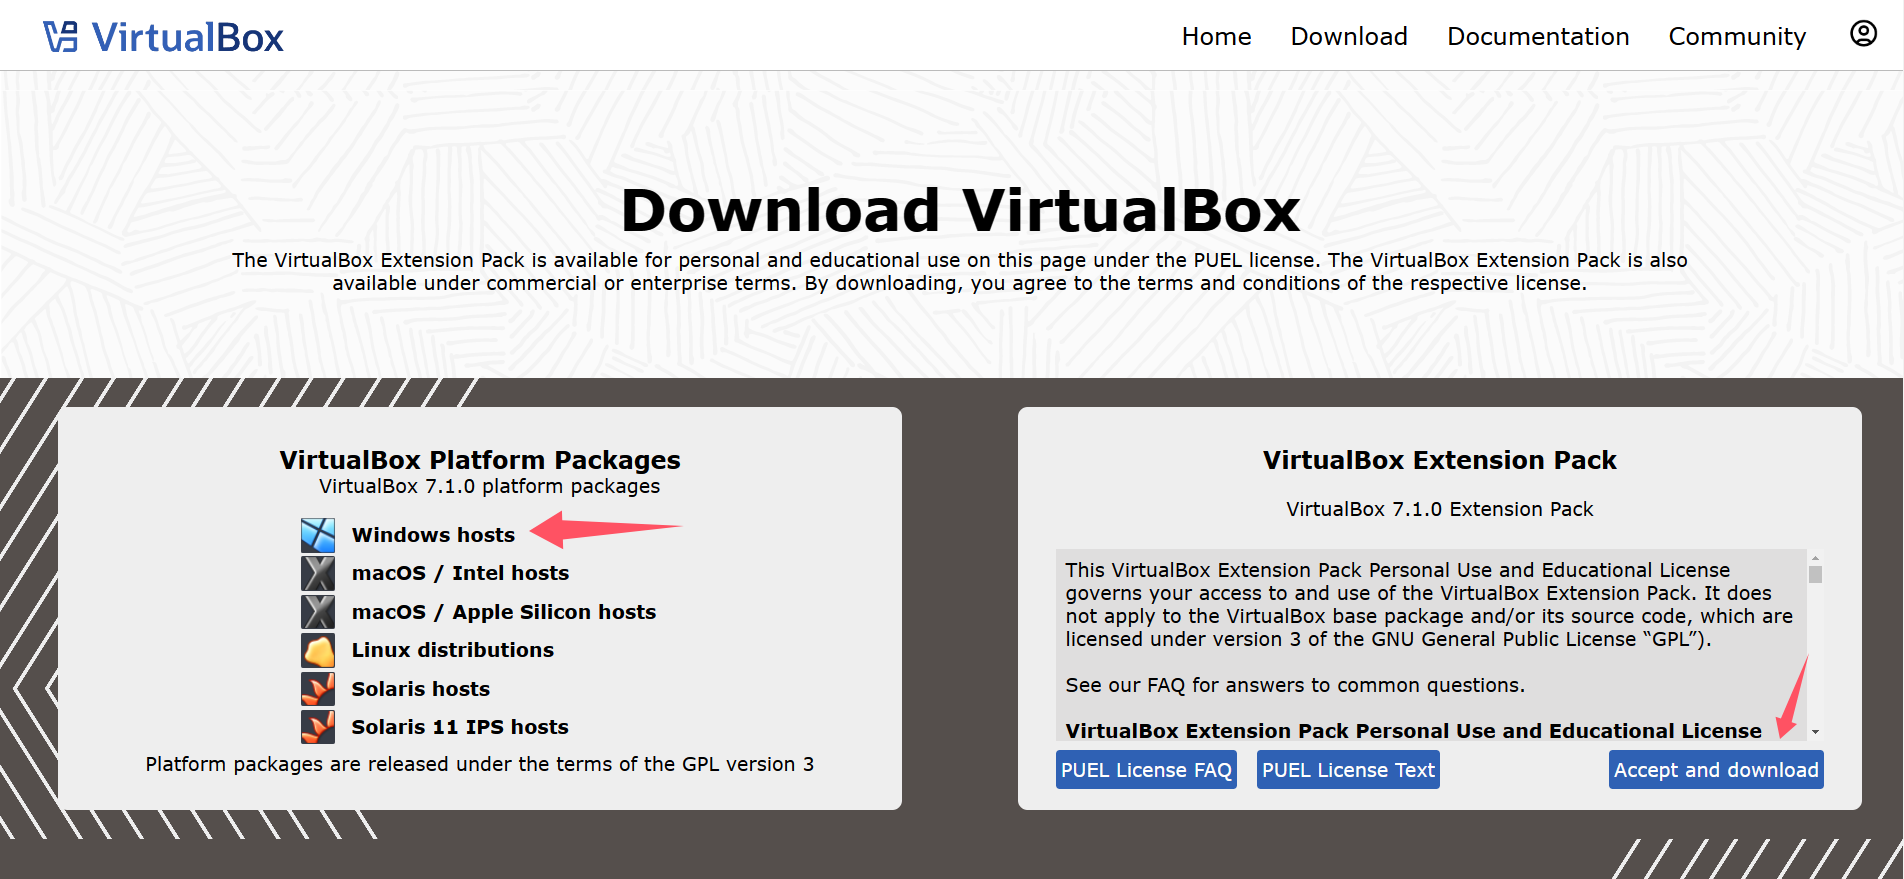 VirtualBox
Home
Download
Documentation
Community
Download VirtualBox
The VirtualBox Extension Pack is available for personal and educational use on this page under the PUEL license. The VirtualBox Extension Pack is also
available under commercial or enterprise terms. By downloading, you agree to the terms and conditions of the respective license.
VirtualBox Platform Packages
VirtualBox 7.1.0 platform packages
Windows hosts
macOS / Intel hosts
macOS / Apple Silicon hosts
Linux distributions
Solaris hosts
Solaris 11 IPS hosts
Platform packages are released under the terms of the GPL version 3
VirtualBox Extension Pack
VirtualBox 7.1.0 Extension Pack
This VirtualBox Extension Pack Personal Use and Educational License
governs your access to and use of the VirtualBox Extension Pack. It does
not apply to the VirtualBox base package and/or its source code, which are
licensed under version 3 of the GNU General Public License “GPL”).
See our FAQ for answers to common questions.
VirtualBox Extension Pack Personal Use and Educational License
PUEL License FAQ
PUEL License Text
Accept and download